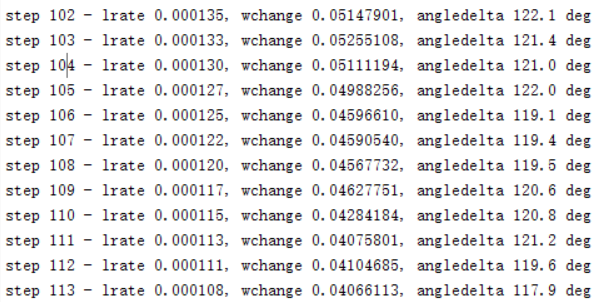 step 102 - lrate 0.000135, wchange 0.05147901, angledelta 122.1 deg
step 103 - lrate 0.000133, wchange 0.05255108, angledelta 121.4 deg
step 104 - lrate 0.000130, wchange 0.05111194, angledelta 121.0 deg
step 105 - lrate 0.000127, wchange 0.04988256, angledelta 122.0 deg
step 106 - lrate 0.000125, wchange 0.04596610, angledelta 119.1 deg
step 107 - lrate 0.000122, wchange 0.04590540, angledelta 119.4 deg
step 108 - lrate 0.000120, wchange 0.04567732, angledelta 119.5 deg
step 109 - lrate 0.000117, wchange 0.04627751, angledelta 120.6 deg
step 110 - lrate 0.000115, wchange 0.04284184, angledelta 120.8 deg
step 111 - lrate 0.000113, wchange 0.04075801, angledelta 121.2 deg
step 112 - lrate 0.000111, wchange 0.04104685, angledelta 119.6 deg
step 113 - lrate 0.000108, wchange 0.04066113, angledelta 117.9 deg